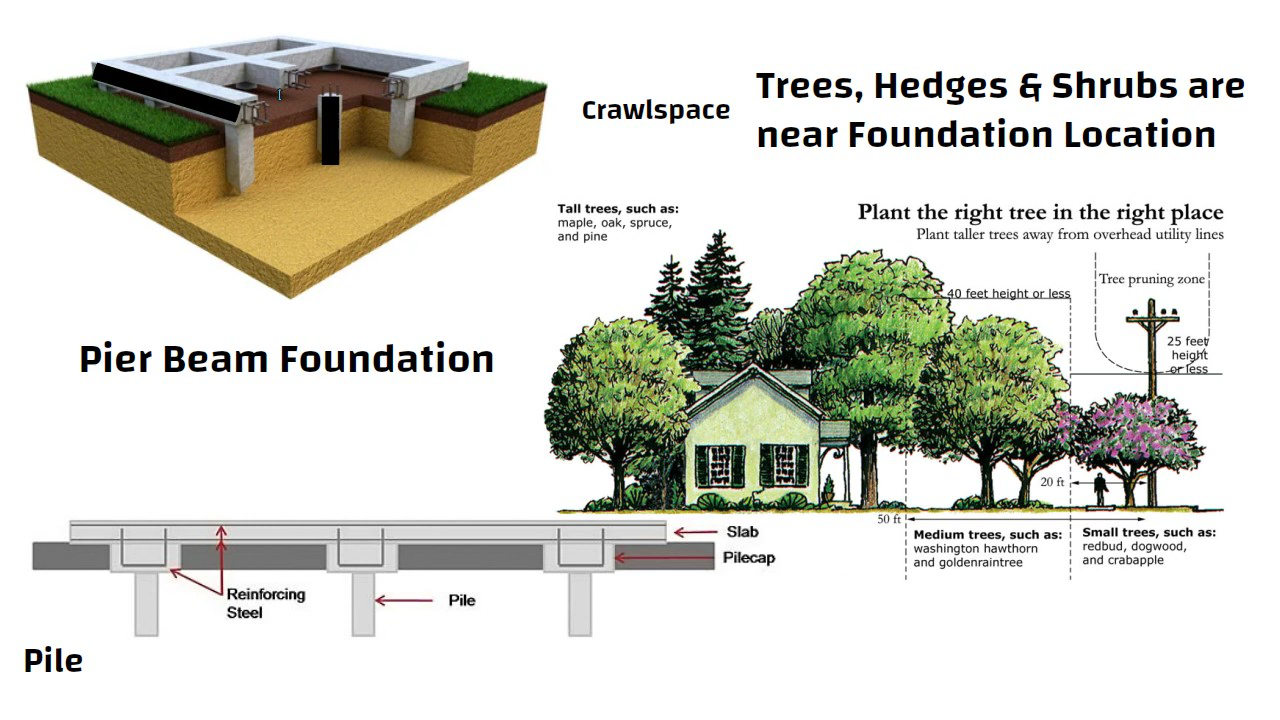 Crawlspace
Trees, Hedges & Shrubs are
near Foundation Location
Pier Beam Foundation
Tall trees, such as:
maple, oak, spruce,
and pine
Plant the right tree in the right place
Plant taller trees away from overhead utility lines
Tree pruning zone
40 feet height or less
25 feet
height
or less
20 ft
50 ft
Medium trees, such as:
washington hawthorn
and goldenraintree
Small trees, such as:
redbud, dogwood,
and crabapple
Slab
Pilecap
Reinforcing
Steel
Pile
Pile